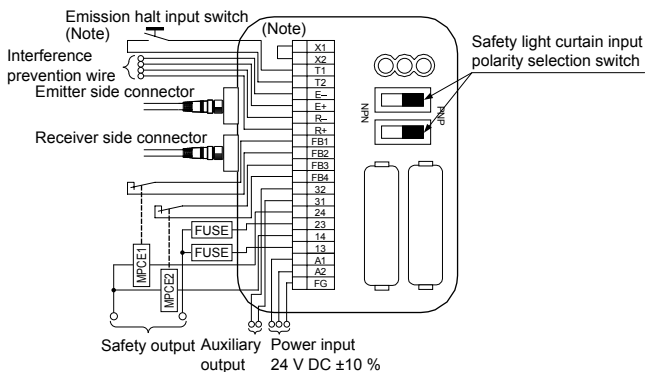 Emission halt input switch
(Note)
(Note)
Interference
prevention wire
Emitter side connector
Receiver side connector
Safety light curtain input
polarity selection switch
X1
X2
T1
T2
E–
E+
R–
R+
FB1
FB2
FB3
FB4
32
31
24
23
14
13
A1
A2
FG
NPN
PNP
FUSE
FUSE
MPCE1
MPCE2
Safety output
Auxiliary
output
Power input
24 V DC ±10 %